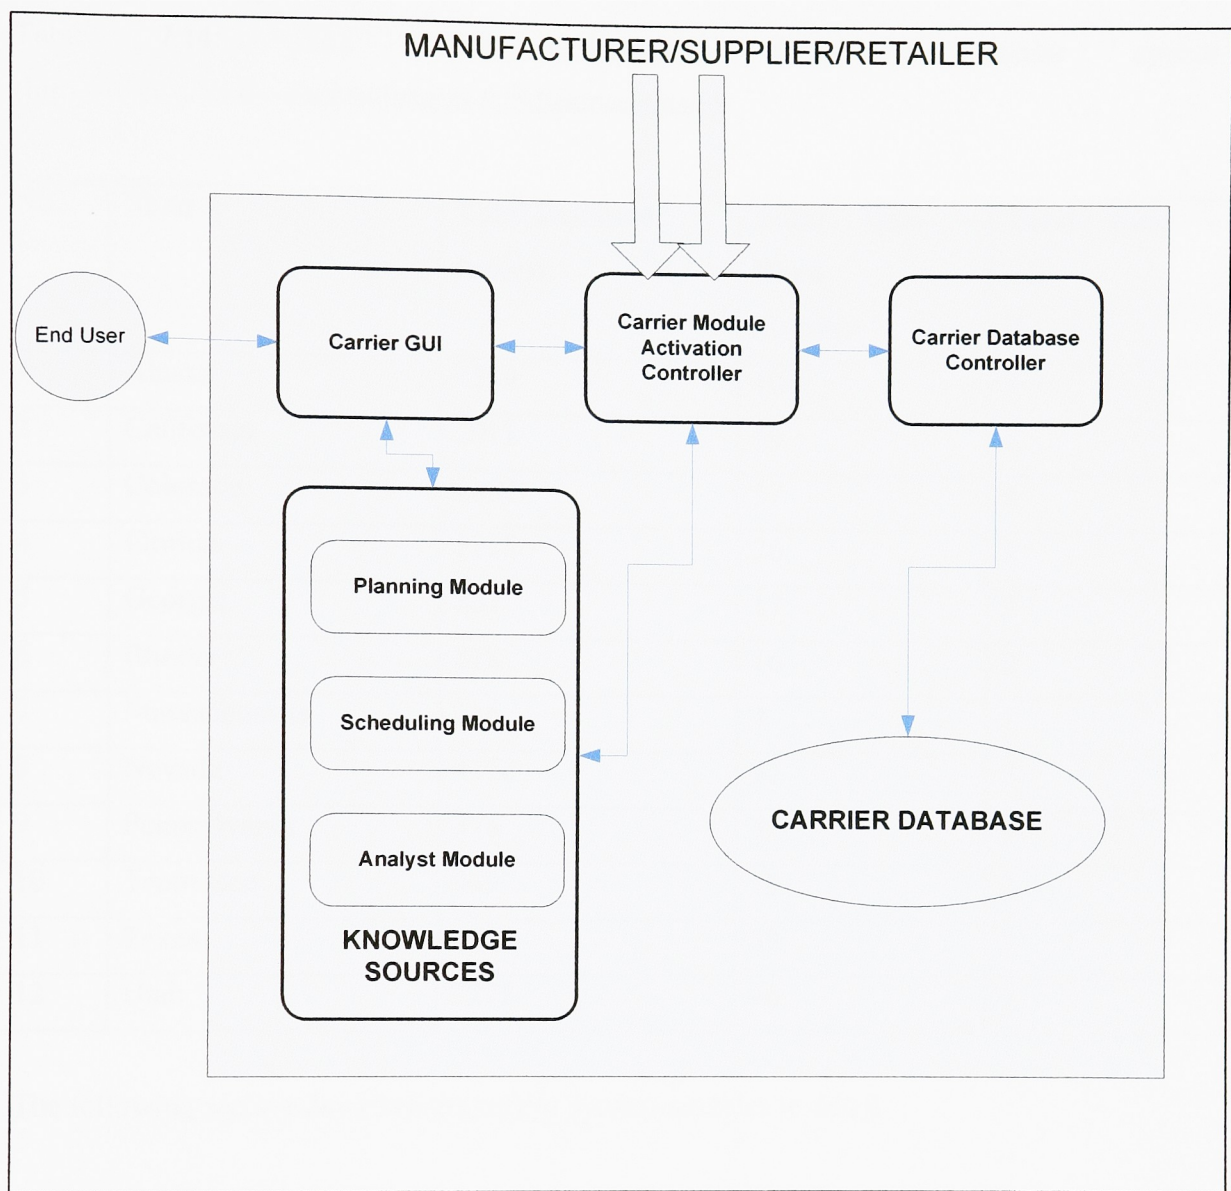 MANUFACTURER/SUPPLIER/RETAILER
End User
Carrier GUI
Carrier Module
Activation
Controller
Carrier Database
Controller
Planning Module
Scheduling Module
Analyst Module
KNOWLEDGE
SOURCES
CARRIER DATABASE